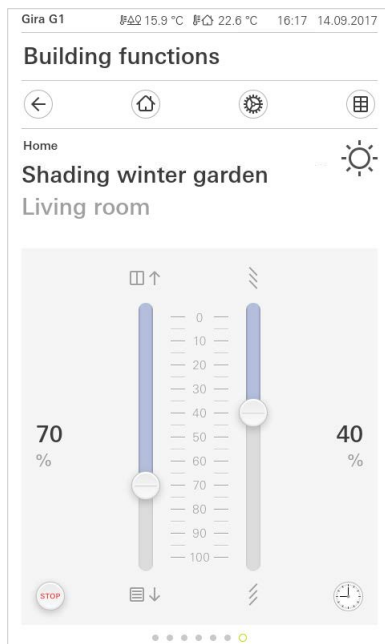 Gira G1 15.9 °C 22.6 °C 16:17 14.09.2017
Building functions
Home
Shading winter garden
Living room
0
10
20
30
40
70 50 40
% 60 %
70
80
90
100
STOP